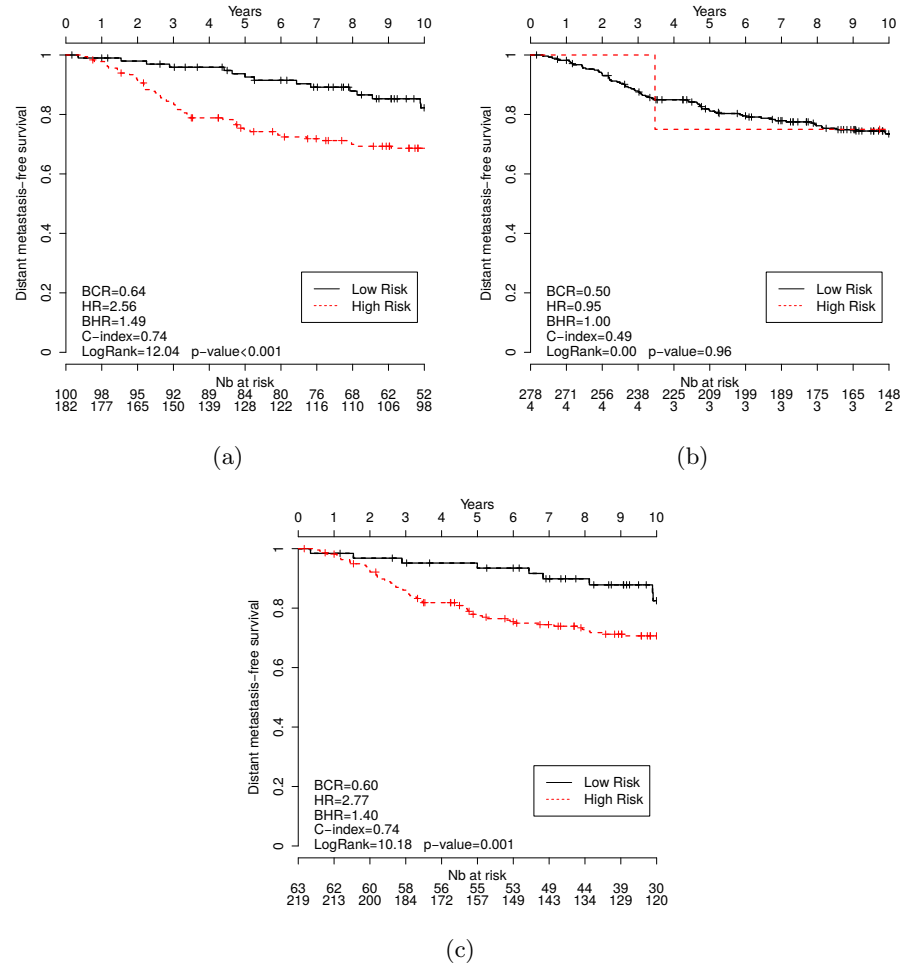 Years
0 1 2 3 4 5 6 7 8 9 10
Distant metastasis-free survival
0 0.2 0.4 0.6 0.8 1
BCR=0.64
HR=2.56
BHR=1.49
C-index=0.74
LogRank=12.04 p-value<0.001
Low Risk
High Risk
Nb at risk
100 98 95 92 89 84 80 76 68 62 52
182 177 165 150 139 128 122 116 110 106 98
(a)
Years
0 1 2 3 4 5 6 7 8 9 10
Distant metastasis-free survival
0 0.2 0.4 0.6 0.8 1
BCR=0.50
HR=0.95
BHR=1.00
C-index=0.49
LogRank=0.00 p-value=0.96
Low Risk
High Risk
Nb at risk
278 271 256 238 225 209 199 189 175 165 148
4 4 4 4 3 3 3 3 3 3 2
(b)
Years
0 1 2 3 4 5 6 7 8 9 10
Distant metastasis-free survival
0 0.2 0.4 0.6 0.8 1
BCR=0.60
HR=2.77
BHR=1.40
C-index=0.74
LogRank=10.18 p-value=0.001
Low Risk
High Risk
Nb at risk
63 62 60 58 56 55 53 49 44 39 30
219 213 200 184 172 157 149 143 134 129 120
(c)